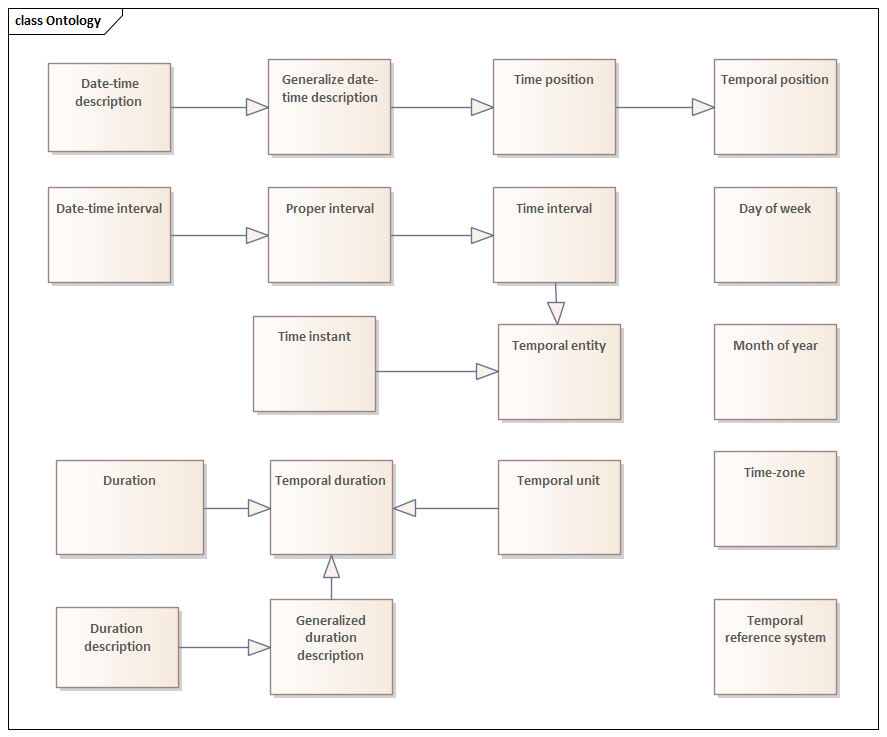 class Ontology
Date-time
description
Generalize date-
time description
Time position
Temporal position
Date-time interval
Proper interval
Time interval
Day of week
Time instant
Temporal entity
Month of year
Duration
Temporal duration
Temporal unit
Time-zone
Duration
description
Generalized
duration
description
Temporal
reference system